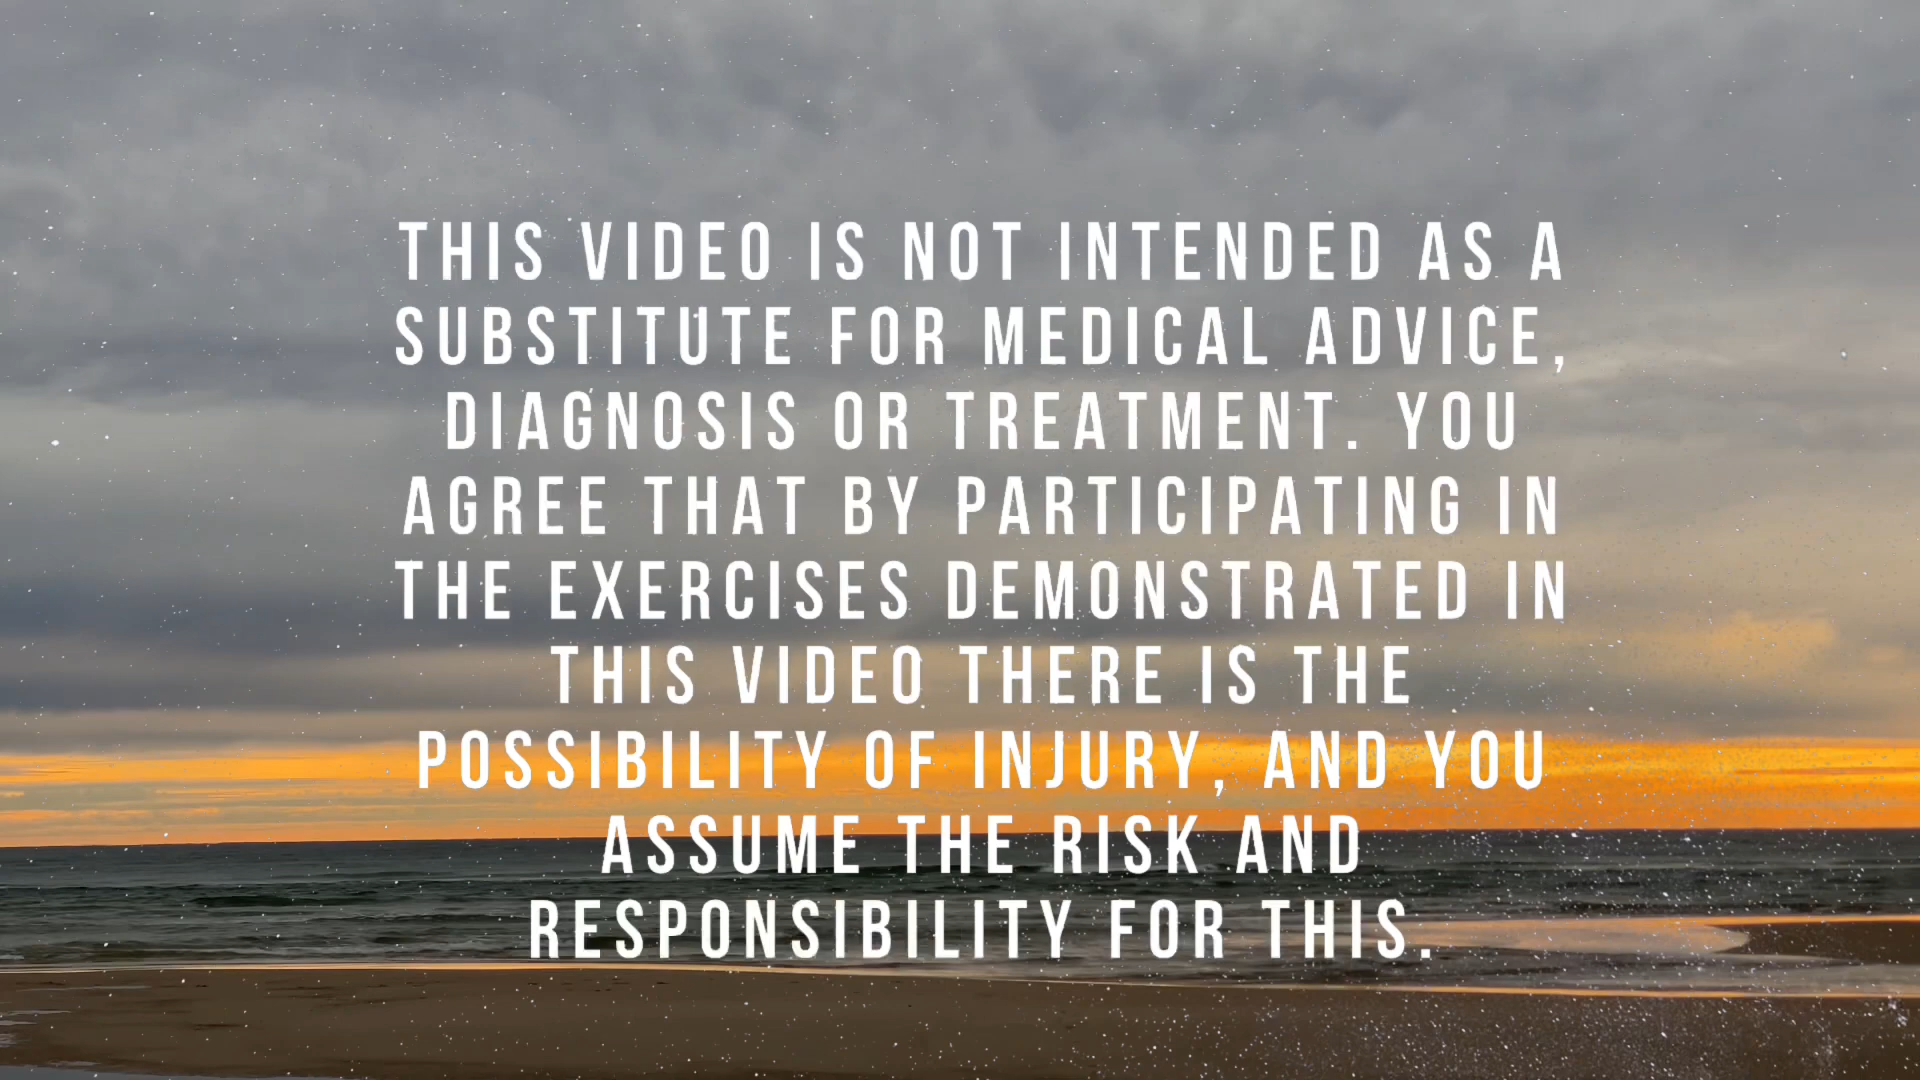 THIS VIDEO IS NOT INTENDED AS A
SUBSTITUTE FOR MEDICAL ADVICE,
DIAGNOSIS OR TREATMENT. YOU
AGREE THAT BY PARTICIPATING IN
THE EXERCISES DEMONSTRATED IN
THIS VIDEO THERE IS THE
POSSIBILITY OF INJURY, AND YOU
ASSUME THE RISK AND
RESPONSIBILITY FOR THIS.